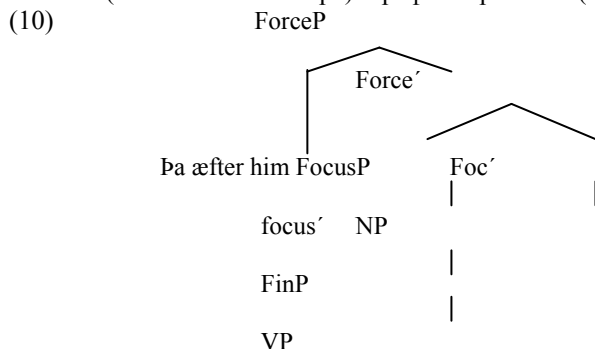 (10) ForceP
Force´
Þa æfter him FocusP Foc´
focus´ NP
FinP
VP